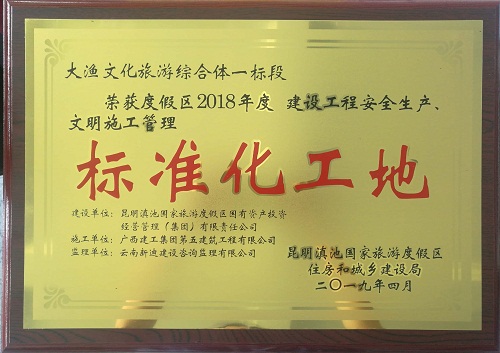 大渔文化旅游综合体一标段
荣获度假区2018年度 建设工程安全生产、
文明施工管理
标准化工地
建设单位：昆明滇池国家旅游度假区国有资产投资
经营管理（集团）有限责任公司
施工单位：广西建工集团第五建筑工程有限公司
监理单位：云南新迪建设咨询监理有限公司
昆明滇池国家旅游度假区
住房和城乡建设局
二〇一九年四月